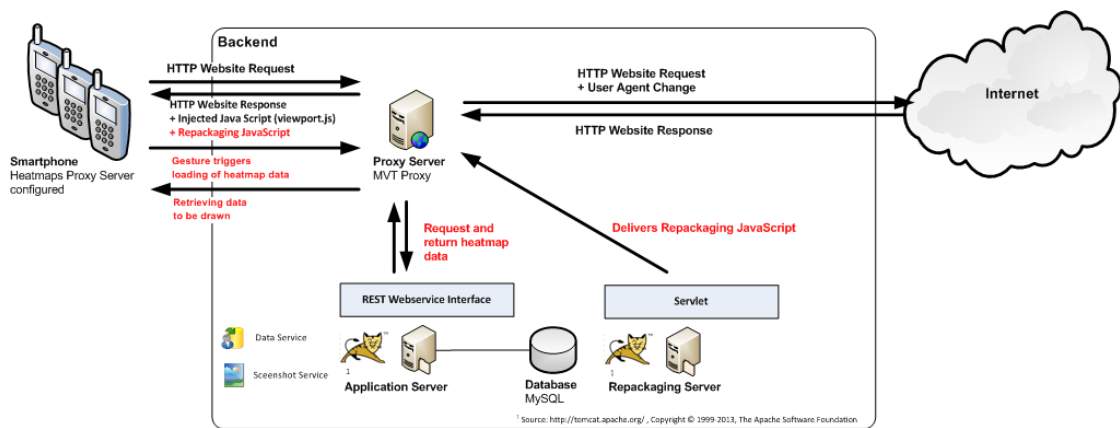 Backend
HTTP Website Request
HTTP Website Response
+ Injected Java Script (viewport.js)
+ Repackaging JavaScript
Smartphone
Heatmaps Proxy Server
configured
Gesture triggers
loading of heatmap data
Retrieving data
to be drawn
Proxy Server
MVT Proxy
HTTP Website Request
+ User Agent Change
HTTP Website Response
Internet
Request and
return heatmap
data
Delivers Repackaging JavaScript
REST Webservice Interface
Servlet
Data Service
Sceenshot Service
TM
1
Application Server
Database
MySQL
TM
1
Repackaging Server
1 Source: http://tomcat.apache.org/ , Copyright © 1999-2013, The Apache Software Foundation